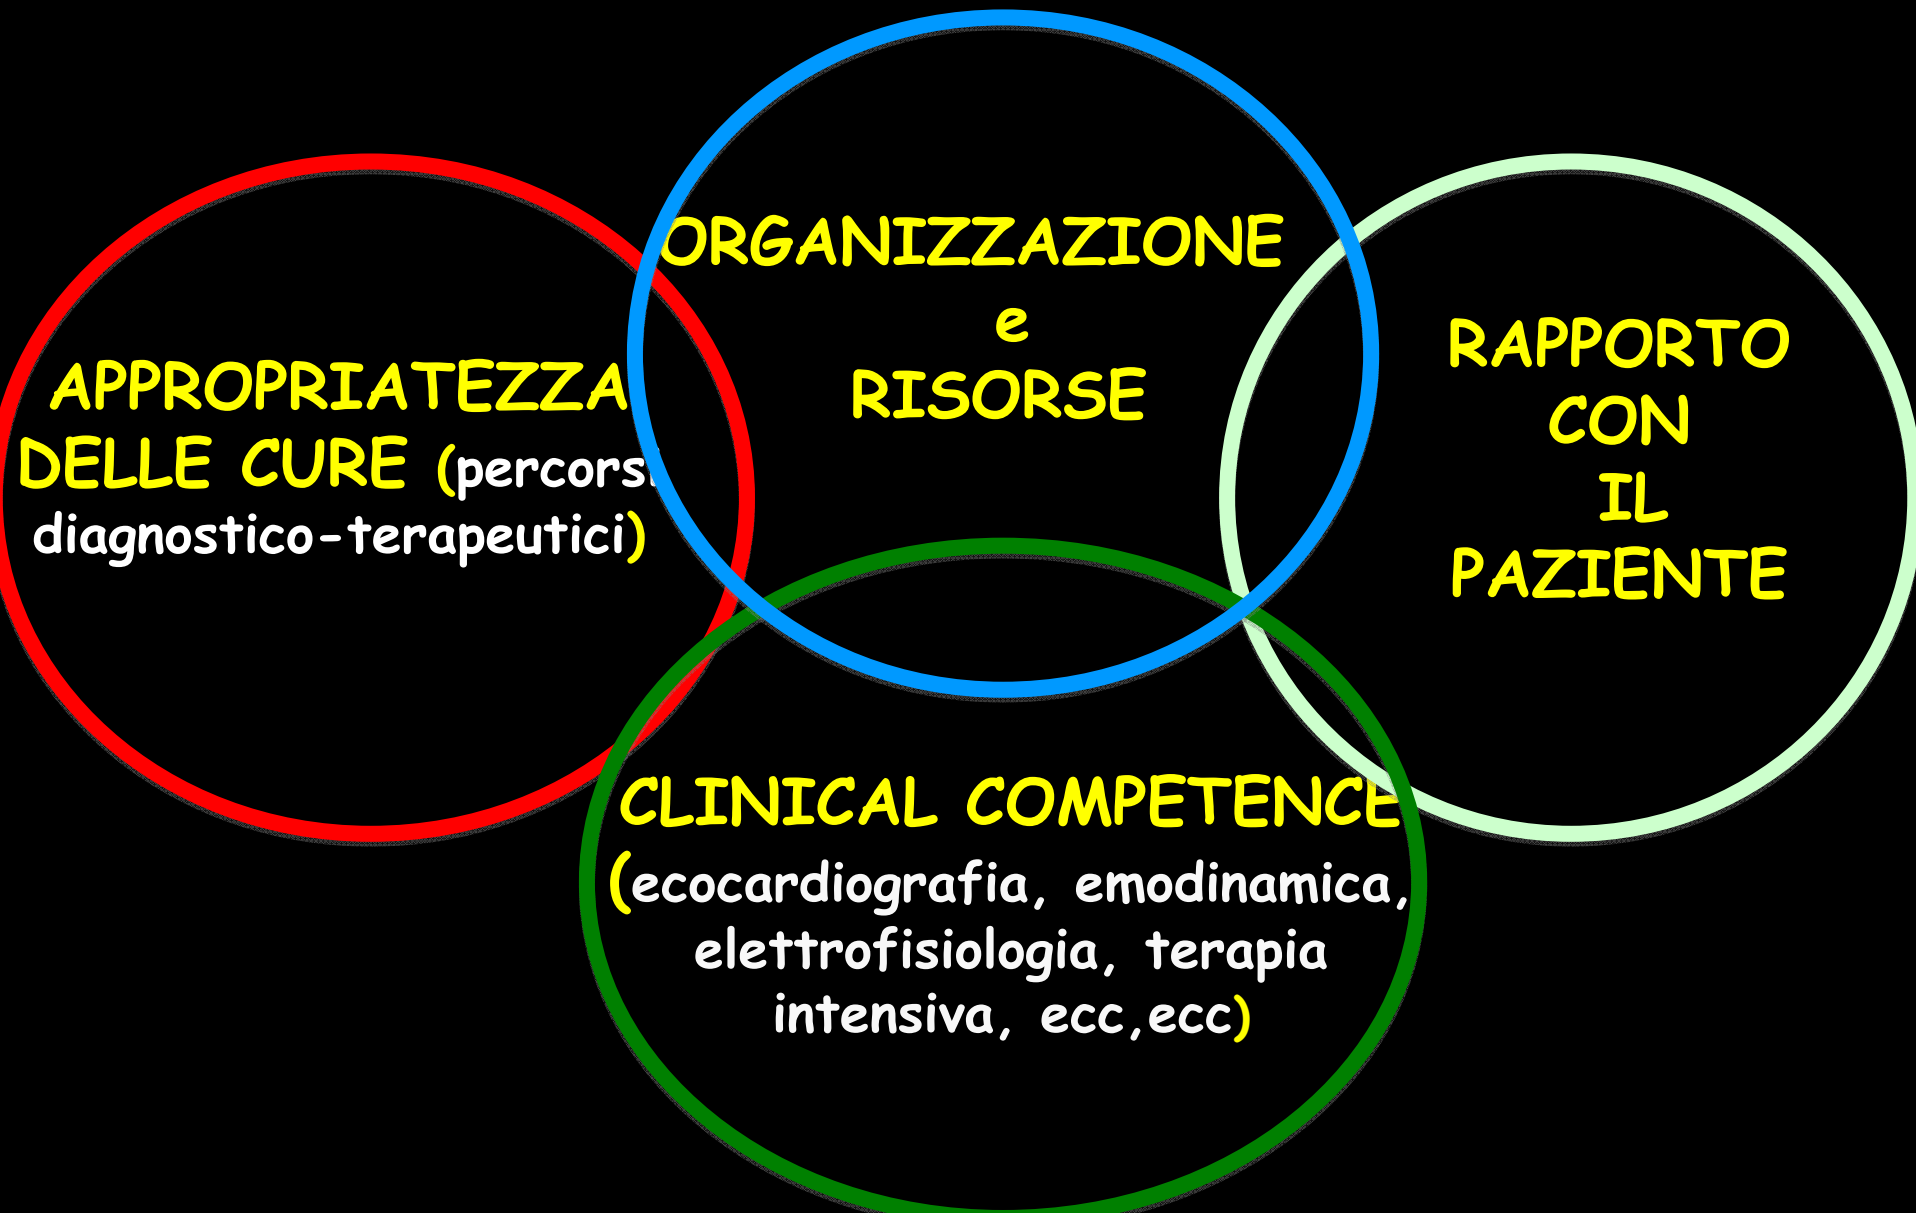 ORGANIZZAZIONE
e
RISORSE
APPROPRIATEZZA
DELLE CURE (percorsi
diagnostico-terapeutici)
RAPPORTO
CON
IL
PAZIENTE
CLINICAL COMPETENCE
(ecocardiografia, emodinamica,
elettrofisiologia, terapia
intensiva, ecc,ecc)